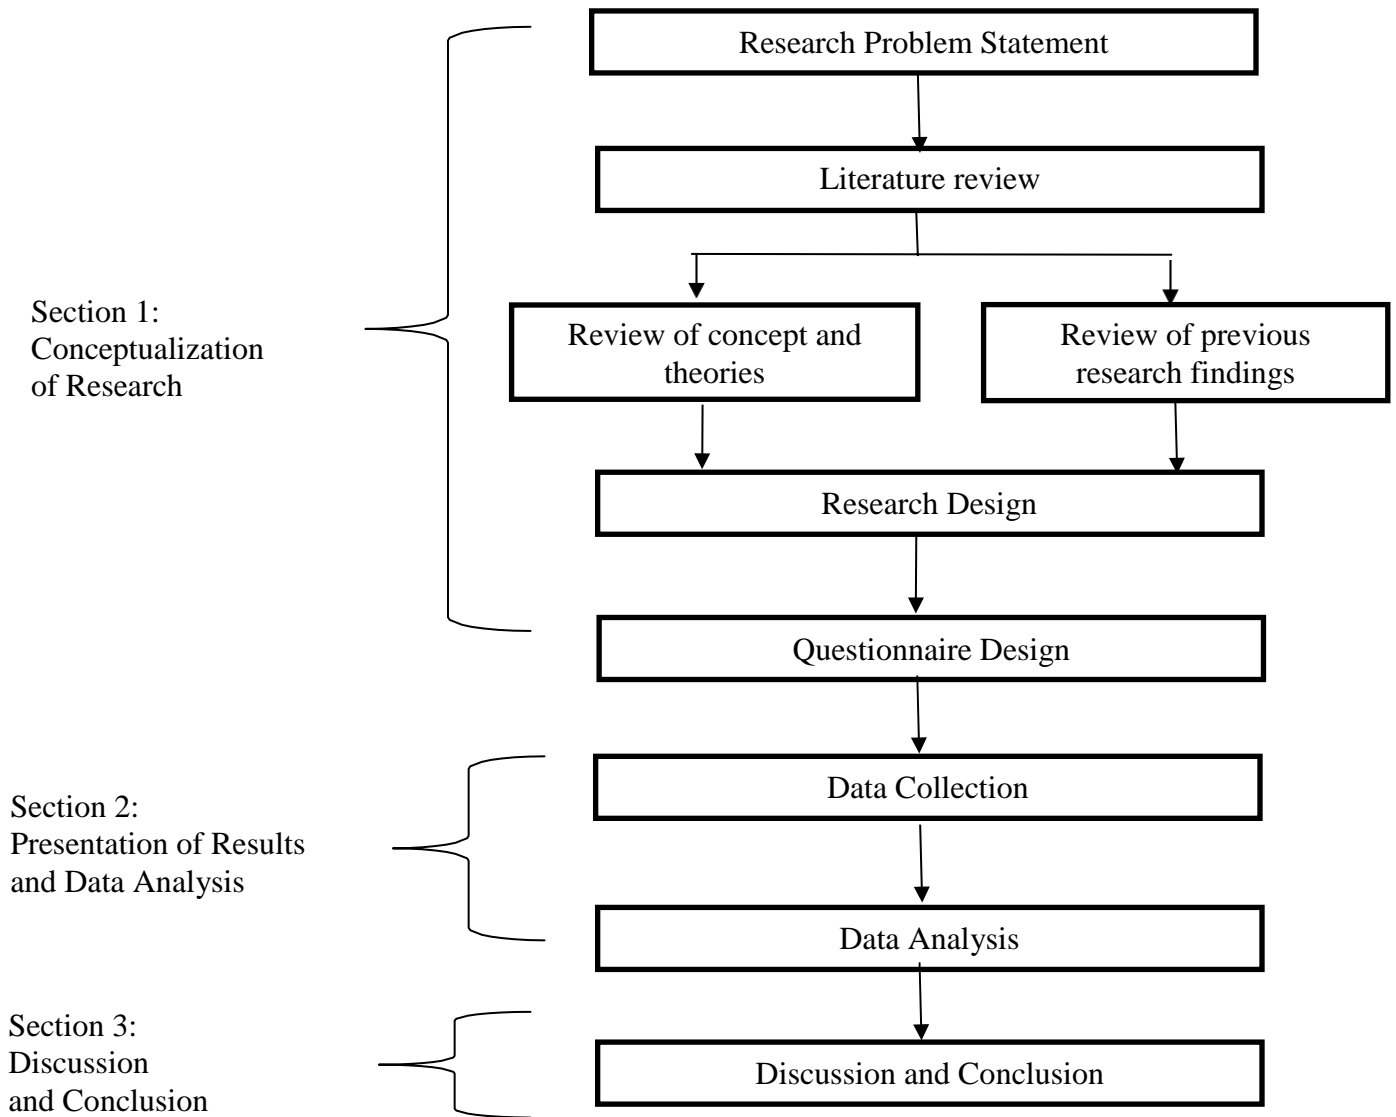 Research Problem Statement
Literature review
Section 1:
Conceptualization
of Research
Review of concept and
theories
Review of previous
research findings
Research Design
Questionnaire Design
Section 2:
Presentation of Results
and Data Analysis
Data Collection
Data Analysis
Section 3:
Discussion
and Conclusion
Discussion and Conclusion